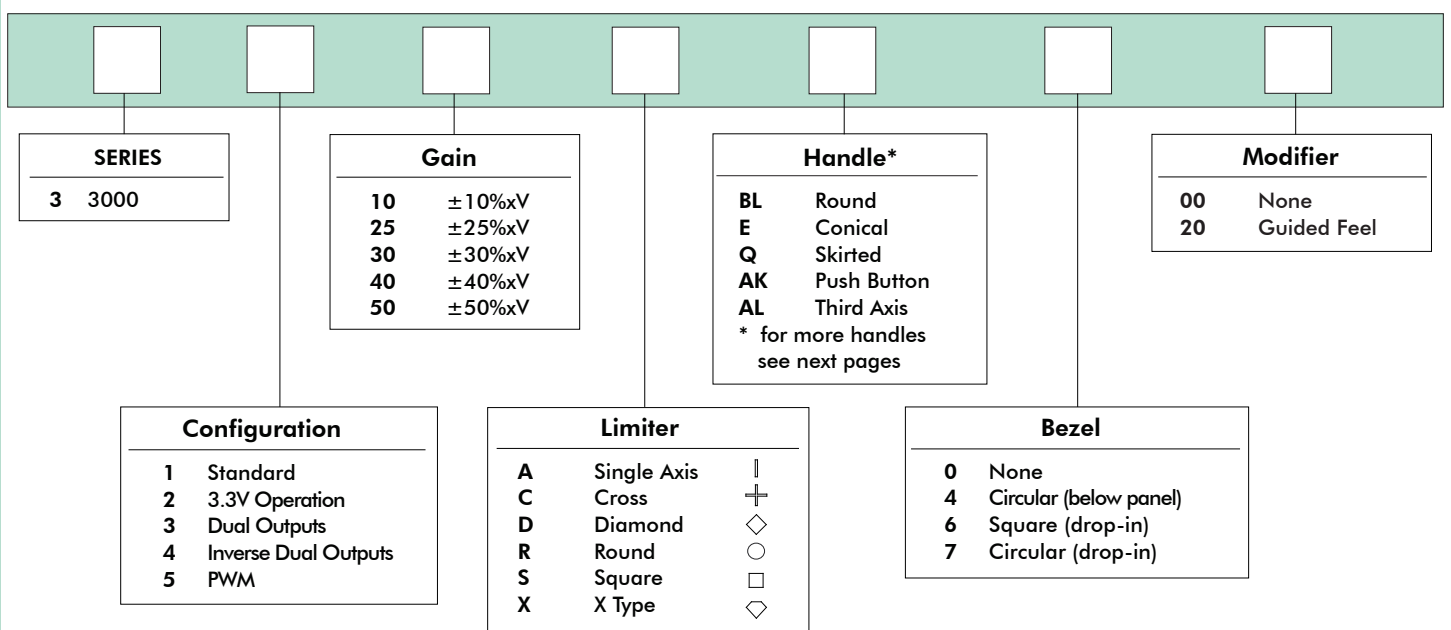 SERIES
3 3000
Gain
10 ±10%xV
25 ±25%xV
30 ±30%xV
40 ±40%xV
50 ±50%xV
Handle*
BL Round
E Conical
Q Skirted
AK Push Button
AL Third Axis
* for more handles
see next pages
Modifier
00 None
20 Guided Feel
Configuration
1 Standard
2 3.3V Operation
3 Dual Outputs
4 Inverse Dual Outputs
5 PWM
Limiter
A Single Axis
C Cross
D Diamond
R Round
S Square
X X Type
Bezel
0 None
4 Circular (below panel)
6 Square (drop-in)
7 Circular (drop-in)